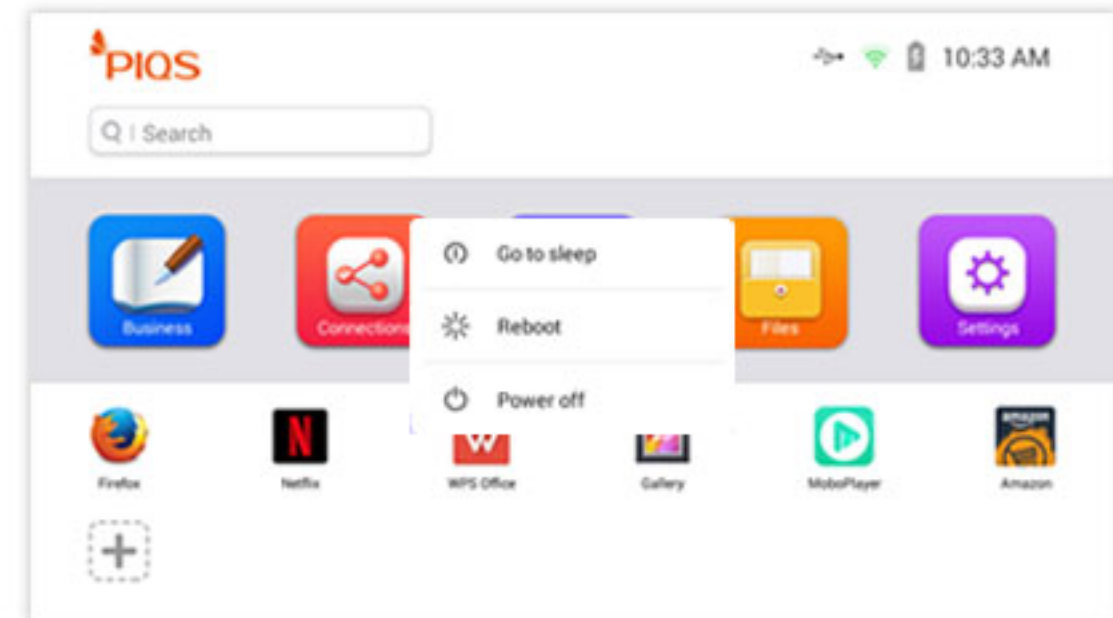 PIQS
10:33 AM
Search
Business
Connections
Files
Settings
Go to sleep
Reboot
Power off
Firefox
Netflix
WPS Office
Gallery
MoboPlayer
Amazon
N
W
amazon